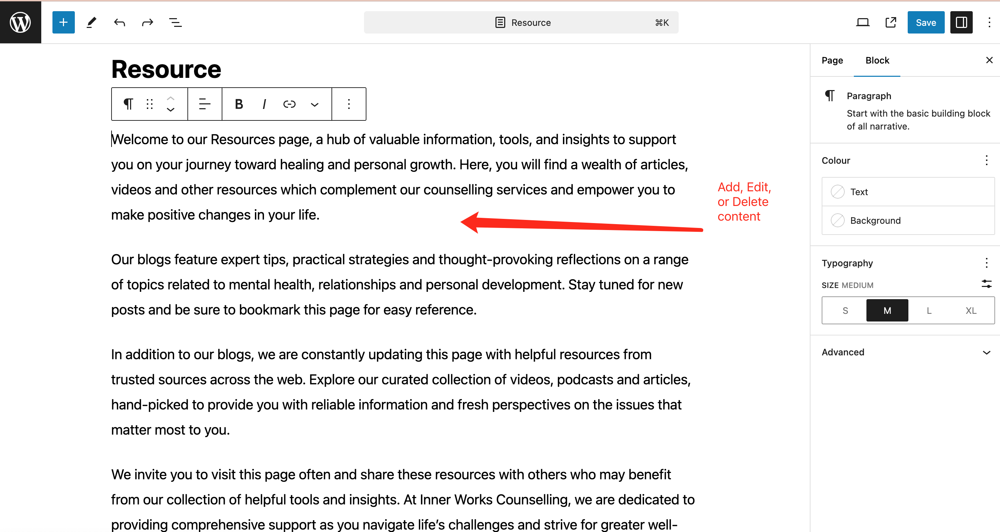 Resource
⌘K
Save
Resource
B I
Welcome to our Resources page, a hub of valuable information, tools, and insights to support
you on your journey toward healing and personal growth. Here, you will find a wealth of articles,
videos and other resources which complement our counselling services and empower you to
make positive changes in your life.
Add, Edit,
or Delete
content
Our blogs feature expert tips, practical strategies and thought-provoking reflections on a range
of topics related to mental health, relationships and personal development. Stay tuned for new
posts and be sure to bookmark this page for easy reference.
In addition to our blogs, we are constantly updating this page with helpful resources from
trusted sources across the web. Explore our curated collection of videos, podcasts and articles,
hand-picked to provide you with reliable information and fresh perspectives on the issues that
matter most to you.
We invite you to visit this page often and share these resources with others who may benefit
from our collection of helpful tools and insights. At Inner Works Counselling, we are dedicated to
providing comprehensive support as you navigate life’s challenges and strive for greater well-
Page Block
Paragraph
Start with the basic building block
of all narrative.
Colour
Text
Background
Typography
SIZE MEDIUM
S M L XL
Advanced